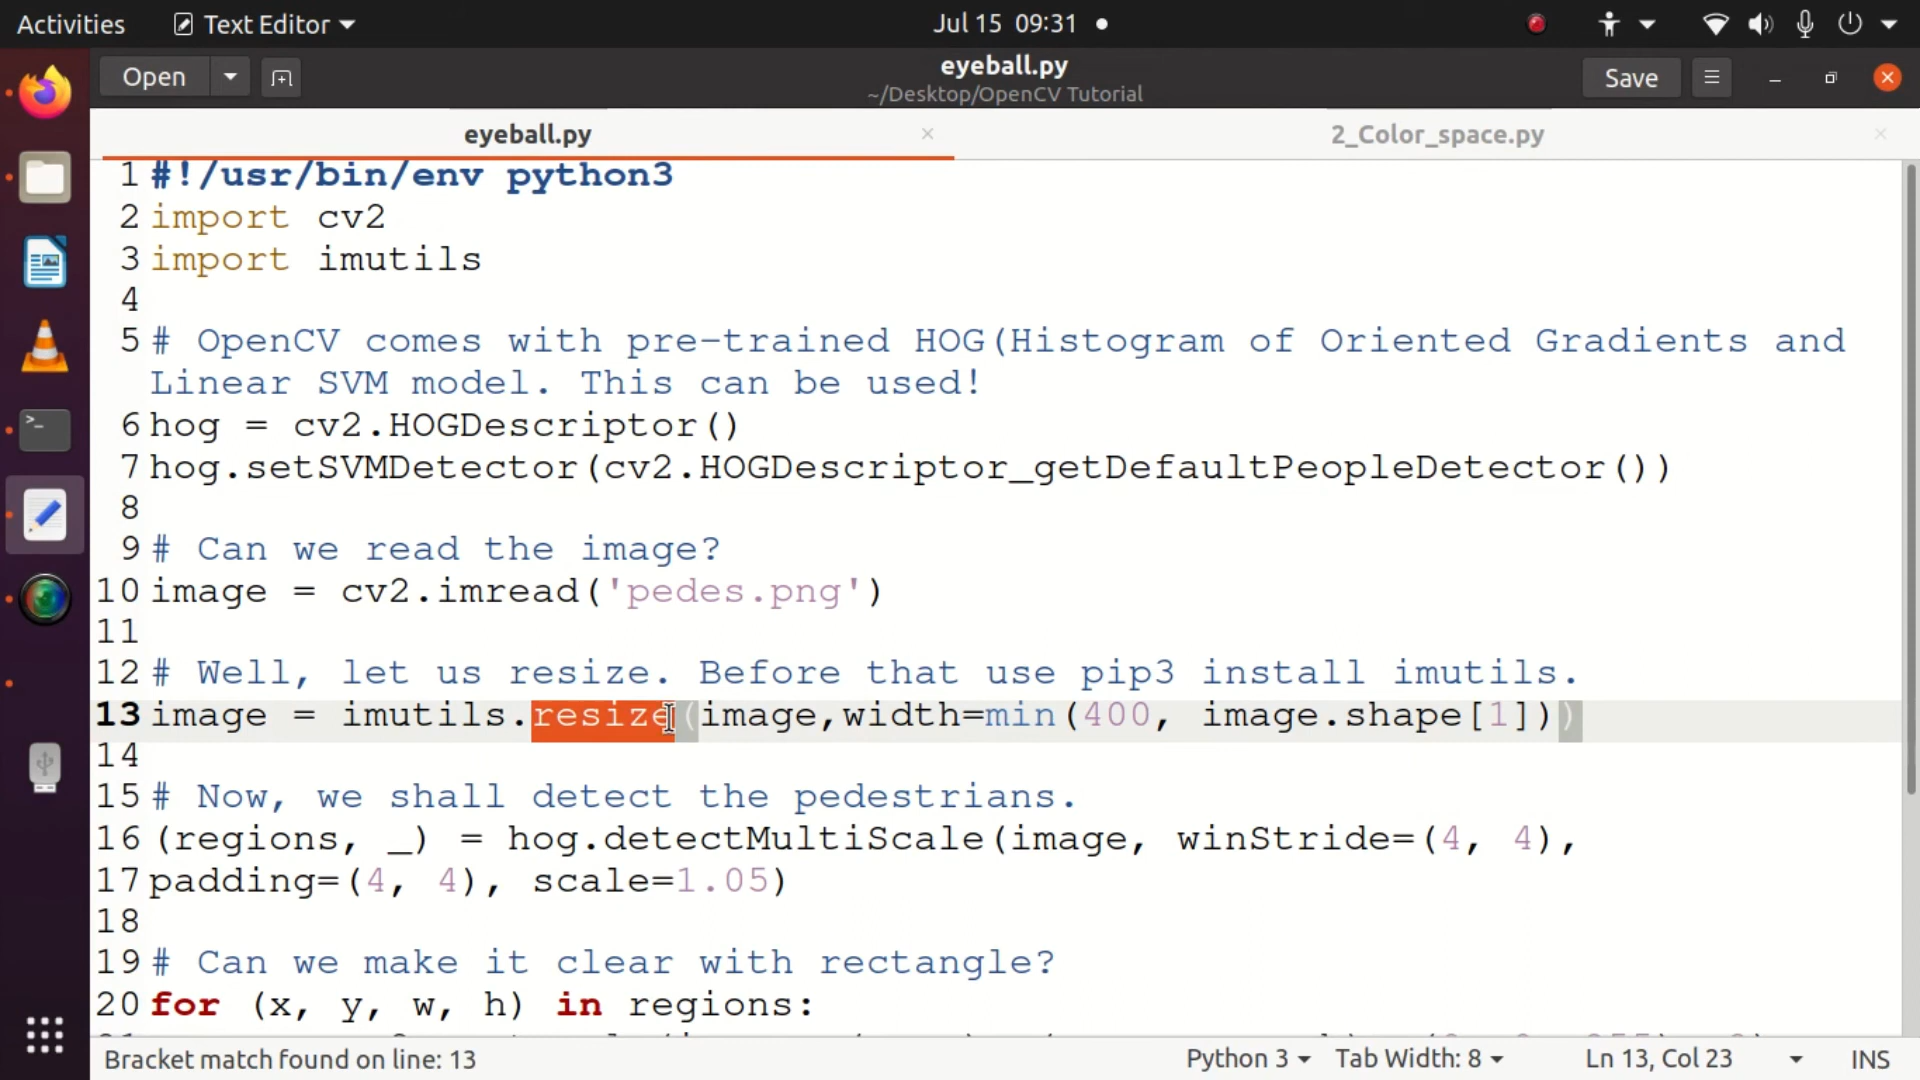 Activities Text Editor Jul 15 09:31
Open eyeball.py Save
~/Desktop/OpenCV Tutorial
eyeball.py 2_Color_space.py
1 #!/usr/bin/env python3
2 import cv2
3 import imutils
4
5 # OpenCV comes with pre-trained HOG(Histogram of Oriented Gradients and
Linear SVM model. This can be used!
6 hog = cv2.HOGDescriptor()
7 hog.setSVMDetector(cv2.HOGDescriptor_getDefaultPeopleDetector())
8
9 # Can we read the image?
10 image = cv2.imread('pedes.png')
11
12 # Well, let us resize. Before that use pip3 install imutils.
13 image = imutils.resize(image,width=min(400, image.shape[1]))
14
15 # Now, we shall detect the pedestrians.
16 (regions, _) = hog.detectMultiScale(image, winStride=(4, 4),
17 padding=(4, 4), scale=1.05)
18
19 # Can we make it clear with rectangle?
20 for (x, y, w, h) in regions:
Bracket match found on line: 13 Python 3 Tab Width: 8 Ln 13, Col 23 INS